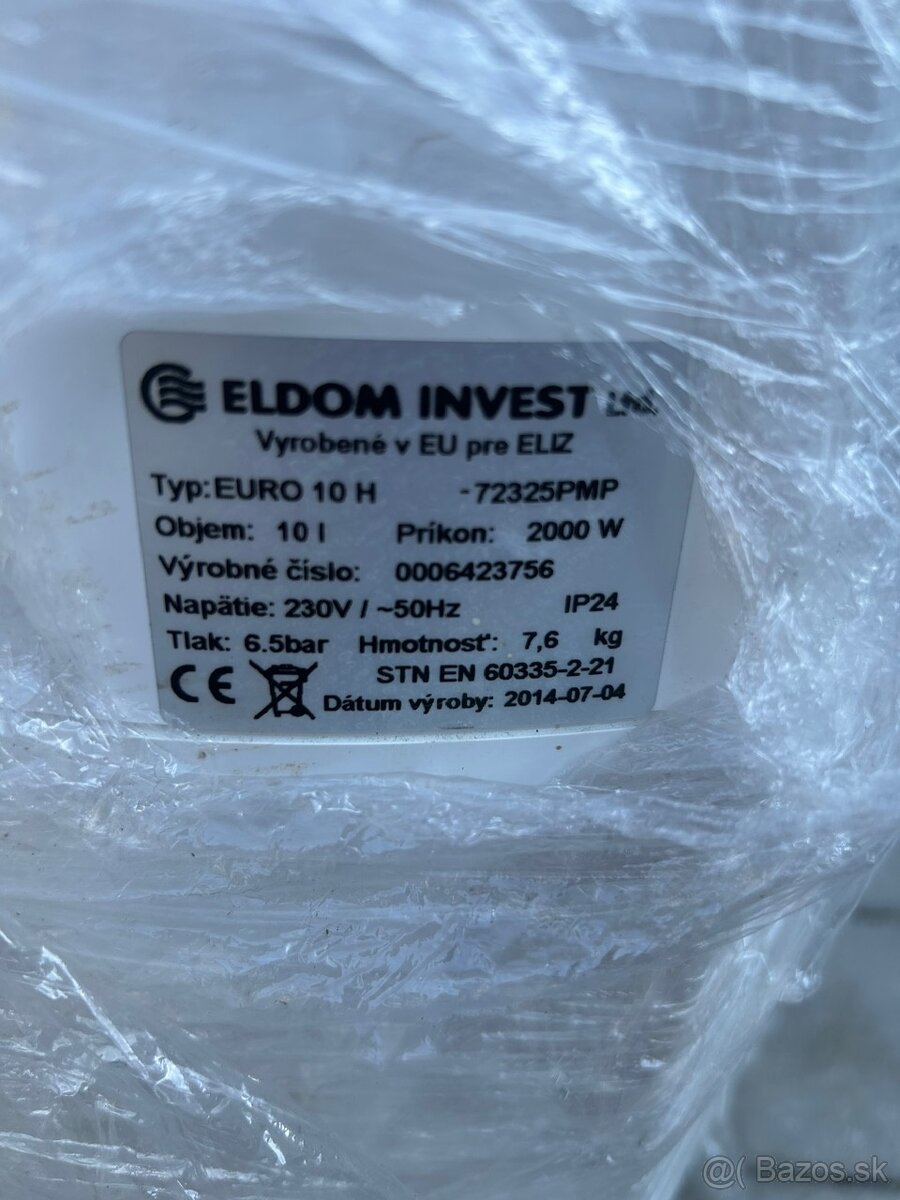 ELDOM INVEST Ltd.
Vyrobené v EU pre ELIZ
Typ: EURO 10 H -72325PMP
Objem: 10 l Príkon: 2000 W
Výrobné číslo: 0006423756
Napätie: 230V / ~50Hz IP24
Tlak: 6.5bar Hmotnosť: 7,6 kg
CE STN EN 60335-2-21
Dátum výroby: 2014-07-04
@( Bazos.sk